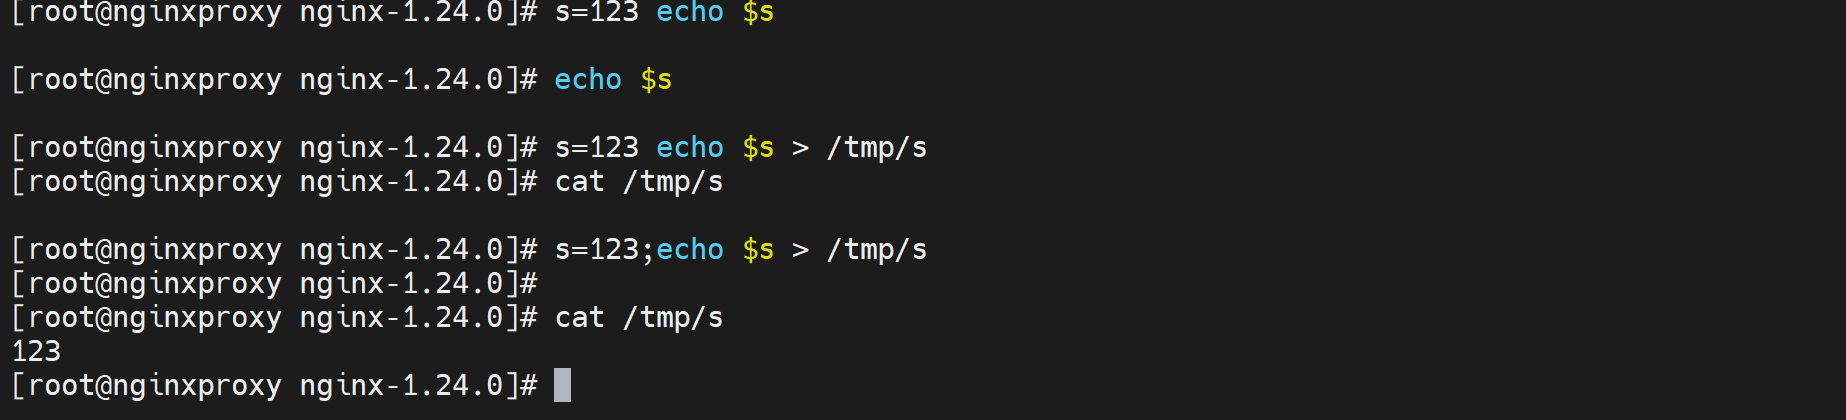 [root@nginxproxy nginx-1.24.0]# s=123 echo $s
[root@nginxproxy nginx-1.24.0]# echo $s
[root@nginxproxy nginx-1.24.0]# s=123 echo $s > /tmp/s
[root@nginxproxy nginx-1.24.0]# cat /tmp/s
[root@nginxproxy nginx-1.24.0]# s=123;echo $s > /tmp/s
[root@nginxproxy nginx-1.24.0]#
[root@nginxproxy nginx-1.24.0]# cat /tmp/s
123
[root@nginxproxy nginx-1.24.0]#